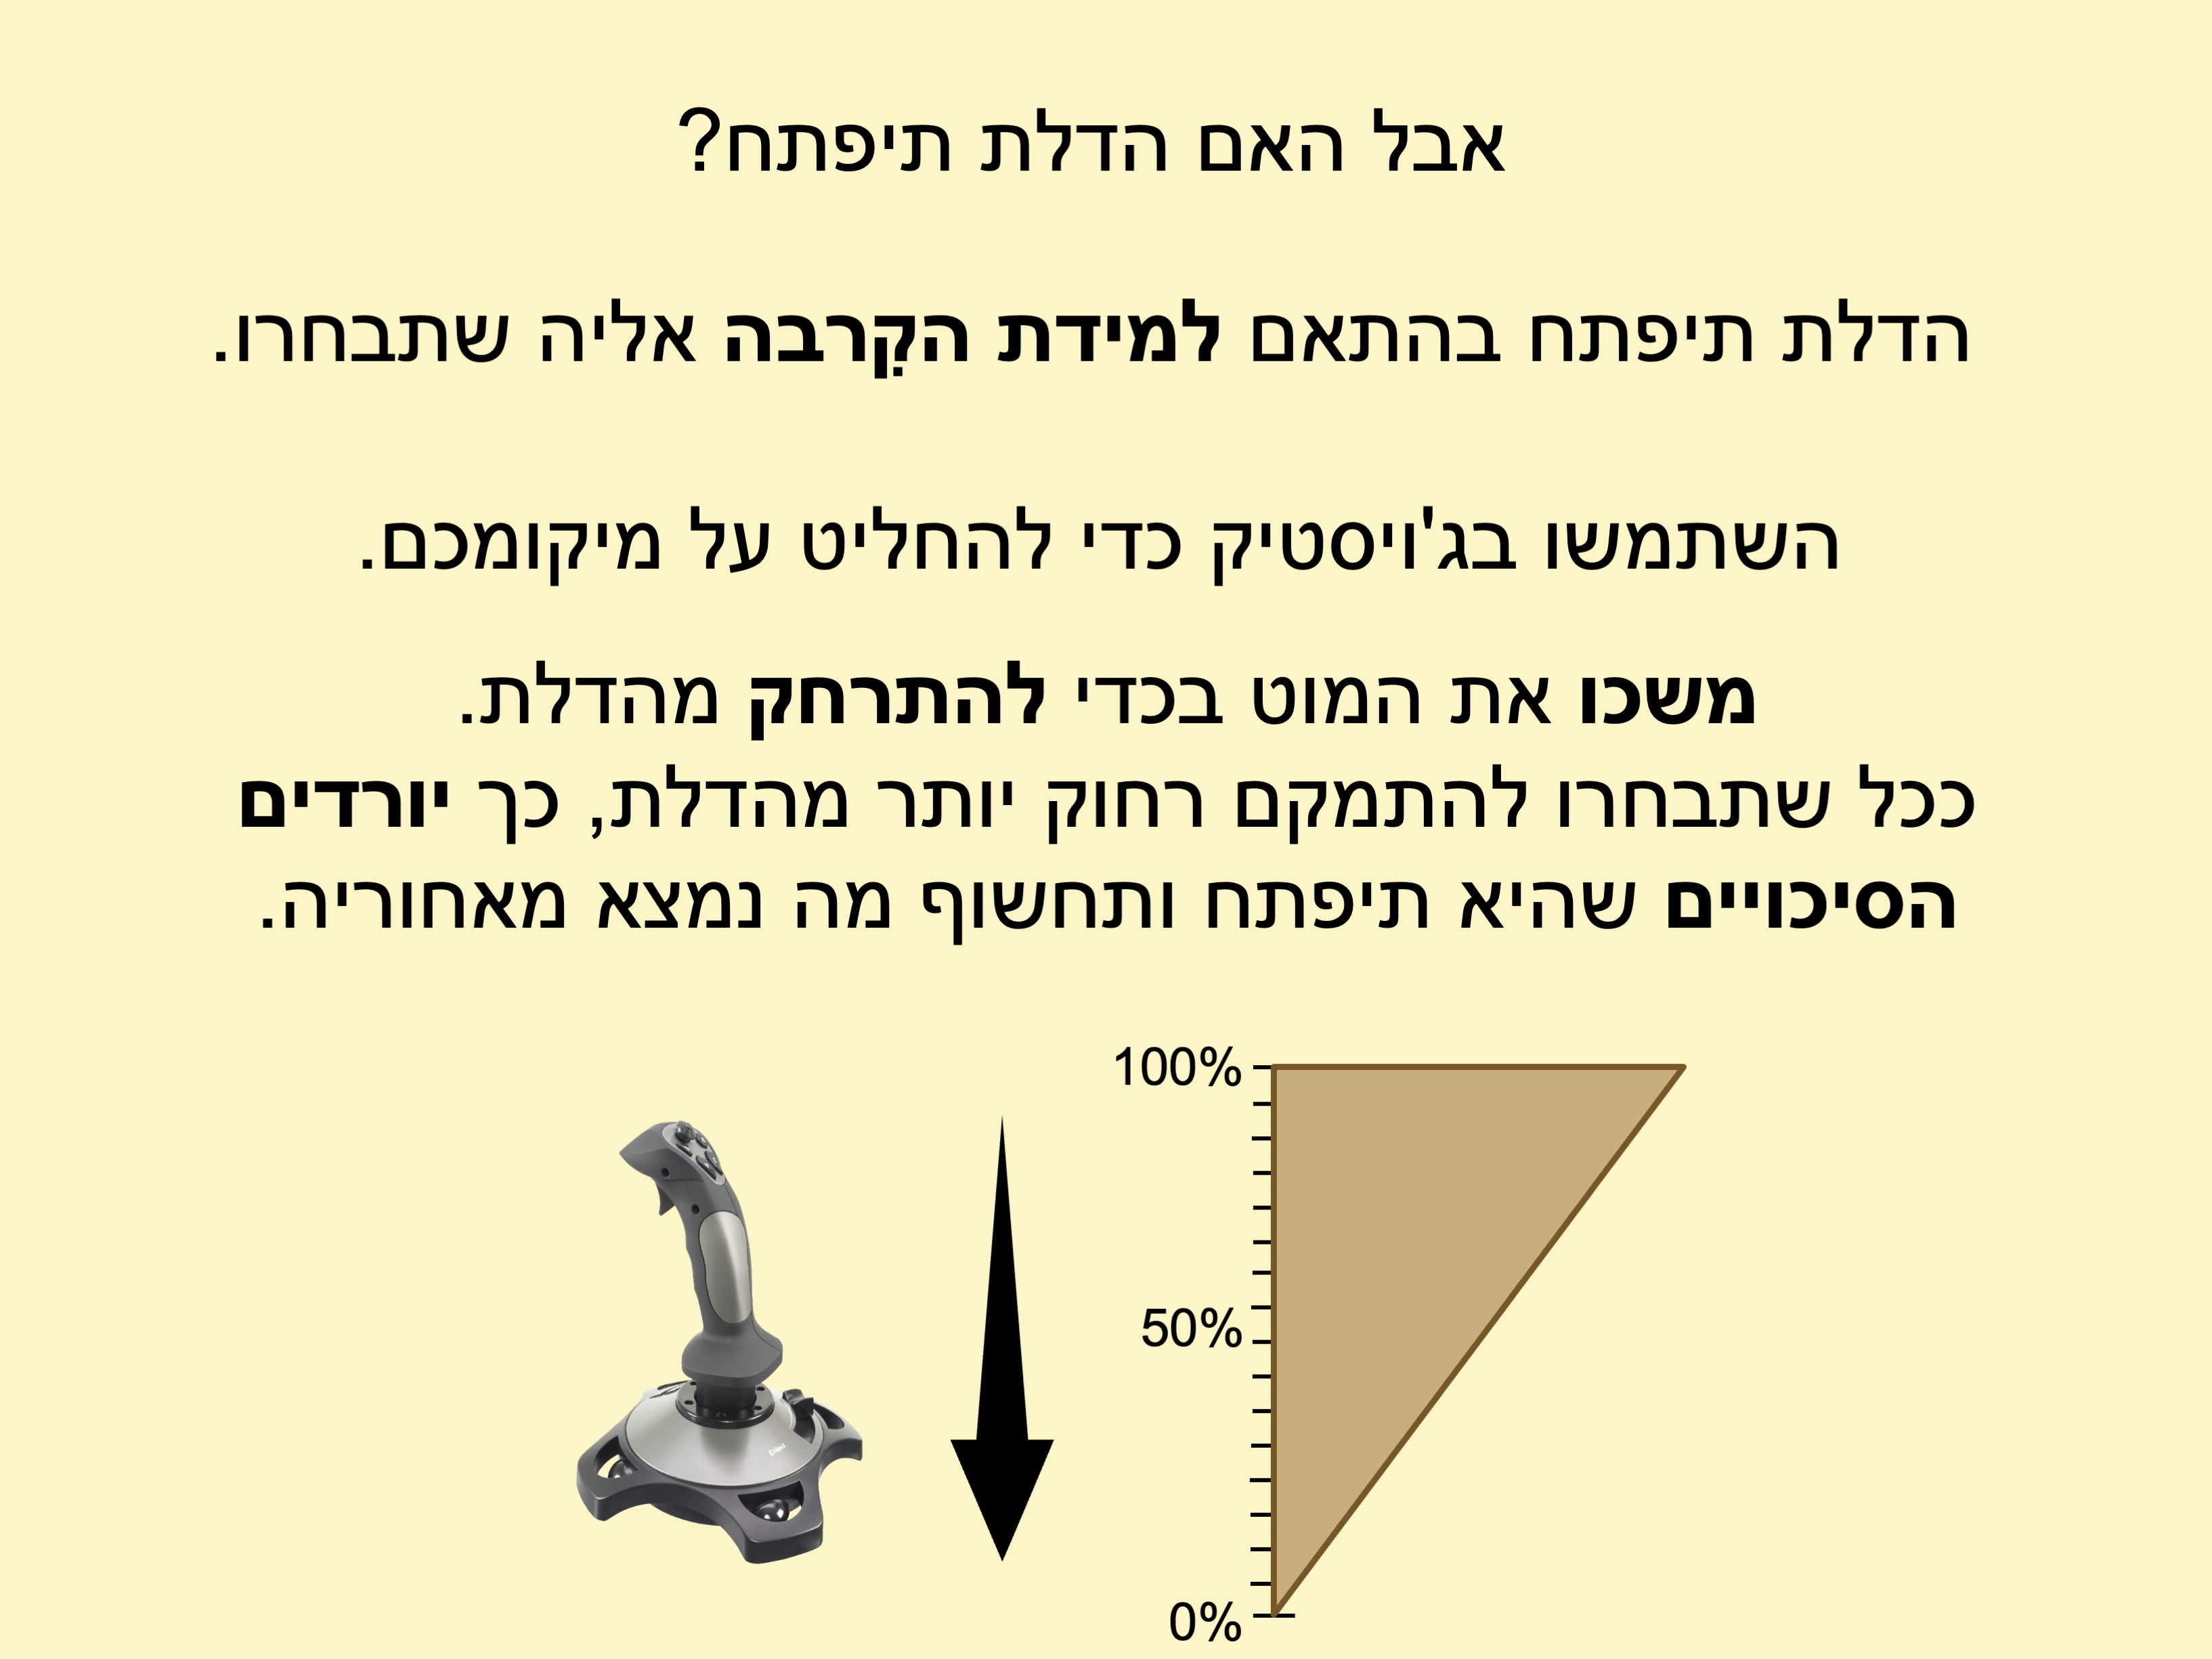 אבל האם הדלת תיפתח?
הדלת תיפתח בהתאם למידת הקִרבה אליה שתבחרו.
השתמשו בג'ויסטיק כדי להחליט על מיקומכם.
משכו את המוט בכדי להתרחק מהדלת.
ככל שתבחרו להתמקם רחוק יותר מהדלת, כך יורדים
הסיכויים שהיא תיפתח ותחשוף מה נמצא מאחוריה.
100%
50%
0%